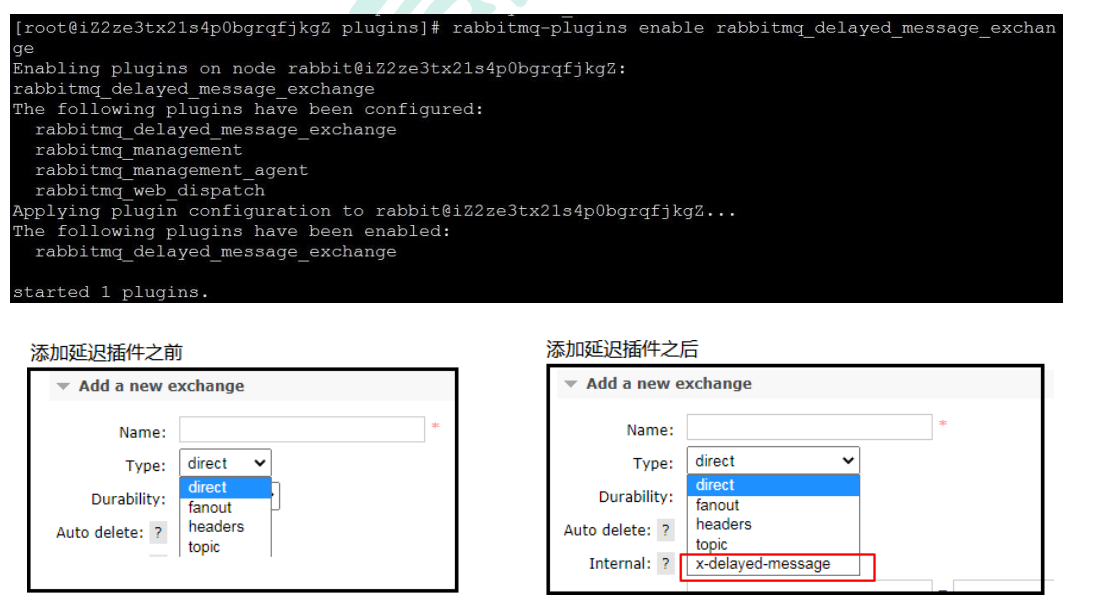 [root@iZ2ze3tx21s4p0bgrqfjkgZ plugins]# rabbitmq-plugins enable rabbitmq_delayed_message_exchan
ge
Enabling plugins on node rabbit@iZ2ze3tx21s4p0bgrqfjkgZ:
rabbitmq_delayed_message_exchange
The following plugins have been configured:
  rabbitmq_delayed_message_exchange
  rabbitmq_management
  rabbitmq_management_agent
  rabbitmq_web_dispatch
Applying plugin configuration to rabbit@iZ2ze3tx21s4p0bgrqfjkgZ...
The following plugins have been enabled:
  rabbitmq_delayed_message_exchange
started 1 plugins.
添加延迟插件之前
Add a new exchange
Name: *
Type: direct
direct
Durability:
fanout
headers
Auto delete: ?
topic
添加延迟插件之后
Add a new exchange
Name: *
Type: direct
direct
Durability:
fanout
headers
Auto delete: ?
topic
Internal: ? x-delayed-message
=